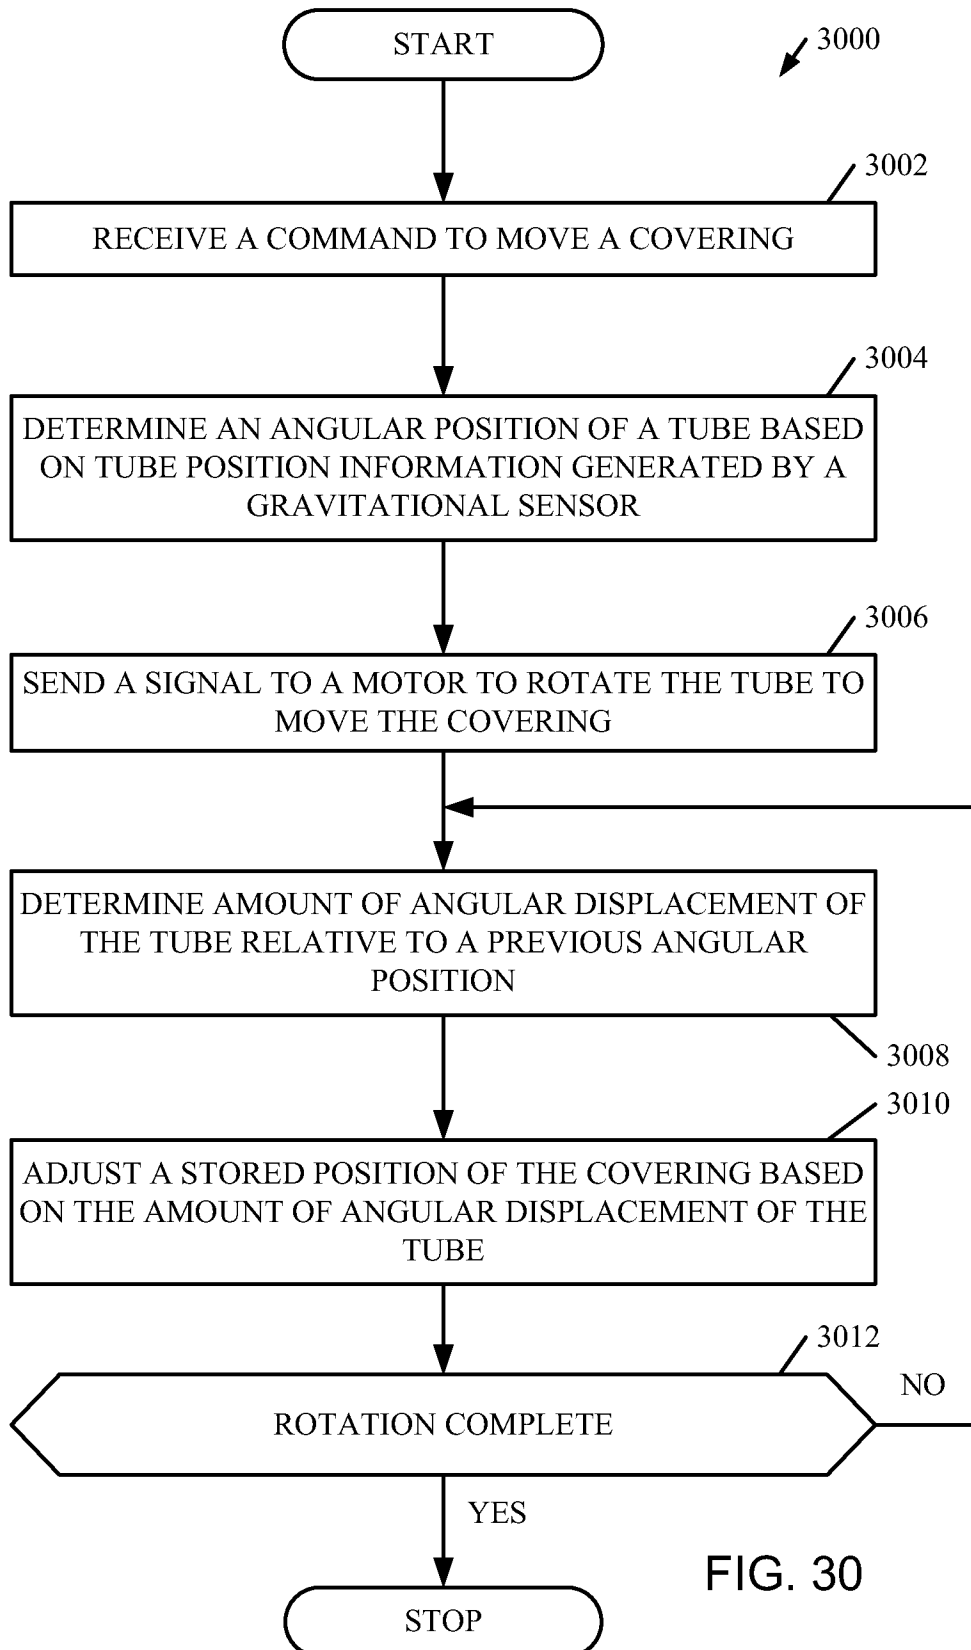 START
3000
3002
RECEIVE A COMMAND TO MOVE A COVERING
3004
DETERMINE AN ANGULAR POSITION OF A TUBE BASED
ON TUBE POSITION INFORMATION GENERATED BY A
GRAVITATIONAL SENSOR
3006
SEND A SIGNAL TO A MOTOR TO ROTATE THE TUBE TO
MOVE THE COVERING
DETERMINE AMOUNT OF ANGULAR DISPLACEMENT OF
THE TUBE RELATIVE TO A PREVIOUS ANGULAR
POSITION
3008
3010
ADJUST A STORED POSITION OF THE COVERING BASED
ON THE AMOUNT OF ANGULAR DISPLACEMENT OF THE
TUBE
3012
NO
ROTATION COMPLETE
YES
FIG. 30
STOP